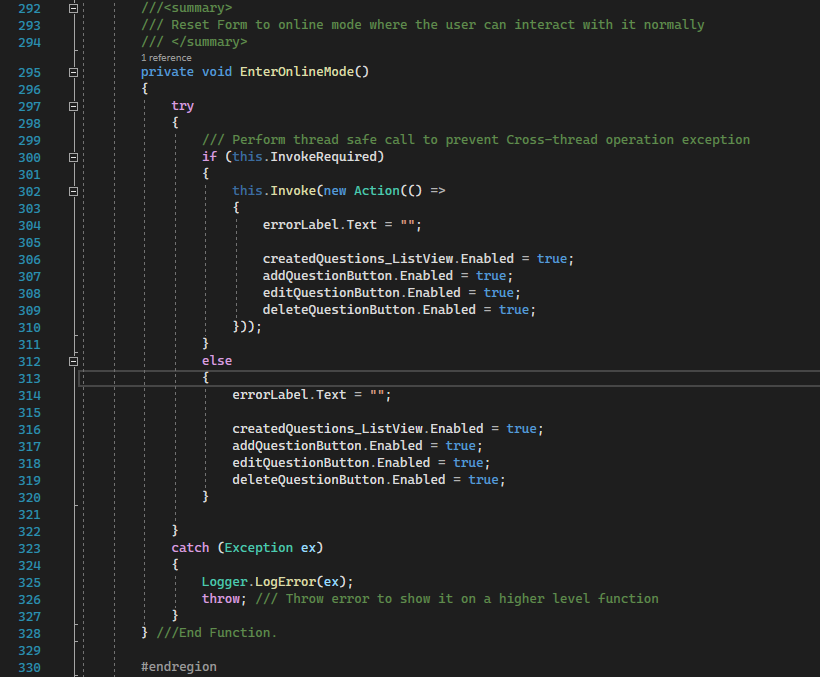 292 ///<summary>
293 /// Reset Form to online mode where the user can interact with it normally
294 /// </summary>
1 reference
295 private void EnterOnlineMode()
296 {
297 try
298 {
299 /// Perform thread safe call to prevent Cross-thread operation exception
300 if (this.InvokeRequired)
301 {
302 this.Invoke(new Action(() =>
303 {
304 errorLabel.Text = "";
305
306 createdQuestions_ListView.Enabled = true;
307 addQuestionButton.Enabled = true;
308 editQuestionButton.Enabled = true;
309 deleteQuestionButton.Enabled = true;
310 }));
311 }
312 else
313 {
314 errorLabel.Text = "";
315
316 createdQuestions_ListView.Enabled = true;
317 addQuestionButton.Enabled = true;
318 editQuestionButton.Enabled = true;
319 deleteQuestionButton.Enabled = true;
320 }
321
322 }
323 catch (Exception ex)
324 {
325 Logger.LogError(ex);
326 throw; /// Throw error to show it on a higher level function
327 }
328 } ///End Function.
329
330 #endregion